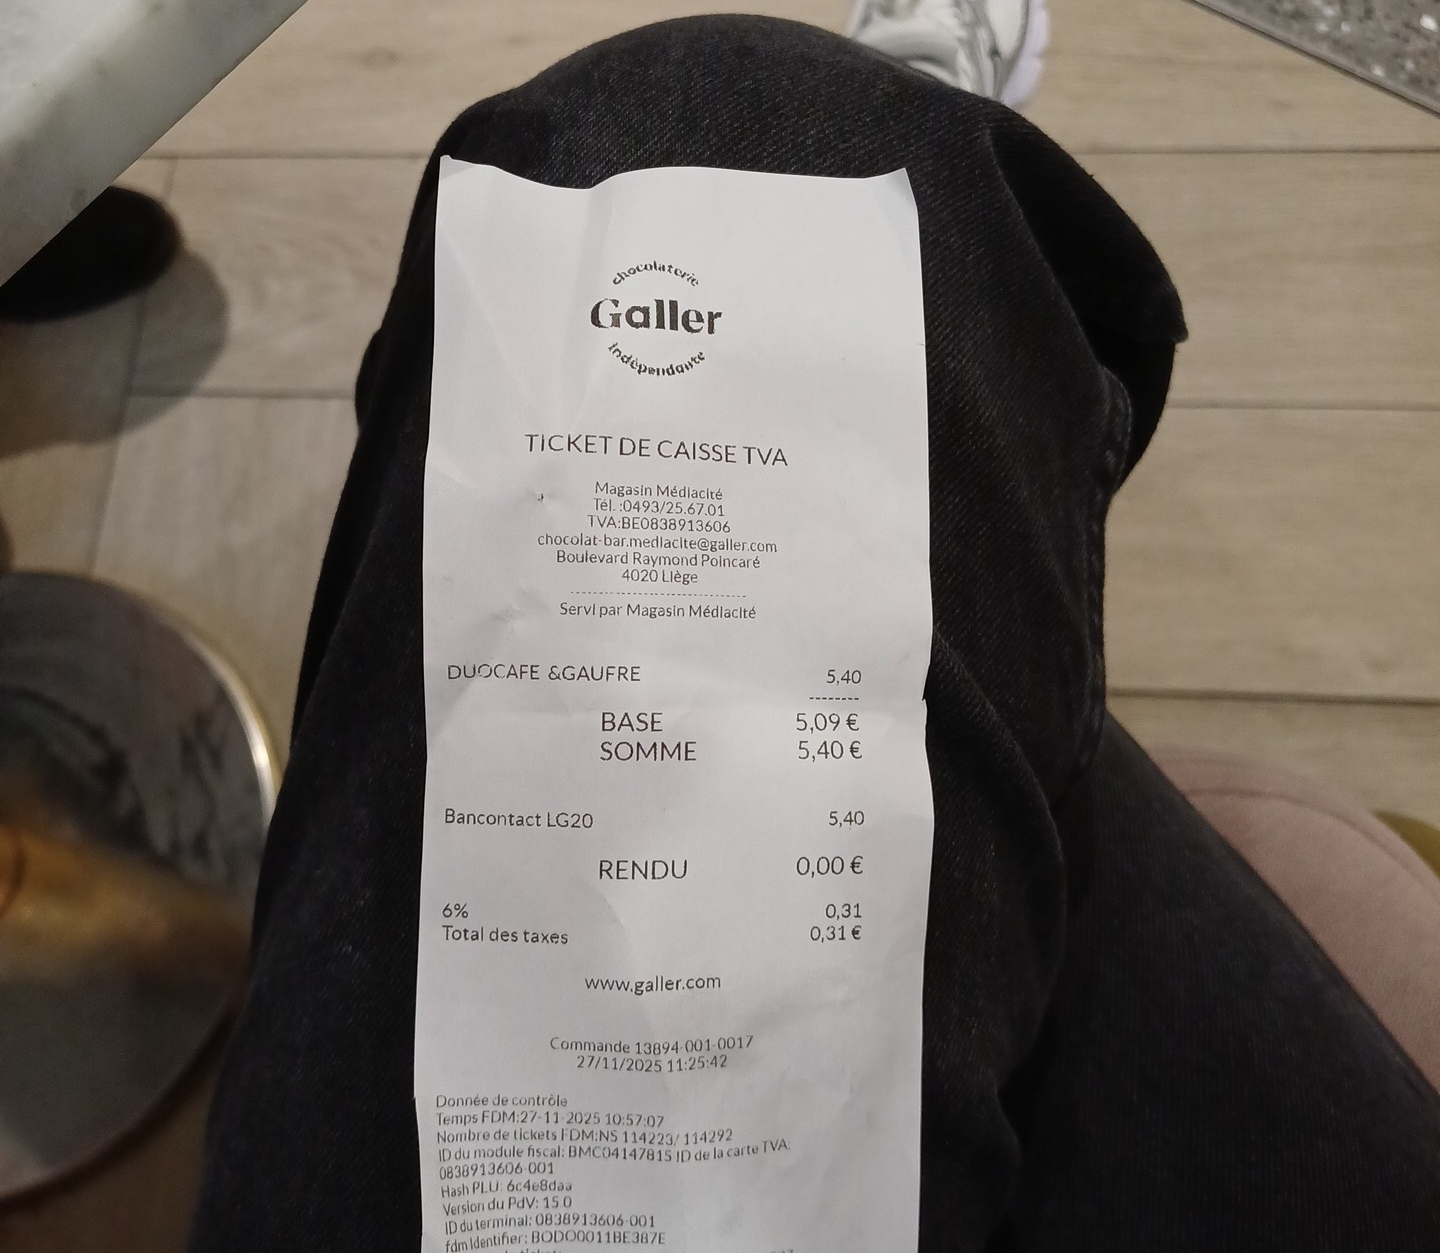 chocolaterie
Galler
indépendante
TICKET DE CAISSE TVA
Magasin Médiacité
Tél. :0493/25.67.01
TVA:BE0838913606
chocolat-bar.mediacite@galler.com
Boulevard Raymond Poincaré
4020 Liège
------------------------------
Servi par Magasin Médiacité
DUOCAFE &GAUFRE 5,40
--------
BASE 5,09 €
SOMME 5,40 €
Bancontact LG20 5,40
RENDU 0,00 €
6% 0,31
Total des taxes 0,31 €
www.galler.com
Commande 13894-001-0017
27/11/2025 11:25:42
Donnée de contrôle
Temps FDM:27-11-2025 10:57:07
Nombre de tickets FDM:NS 114223/ 114292
ID du module fiscal: BMC04147815 ID de la carte TVA:
0838913606-001
Hash PLU: 6c4e8daa
Version du PdV: 15.0
ID du terminal: 0838913606-001
fdmIdentifier: BODO0011BE387E